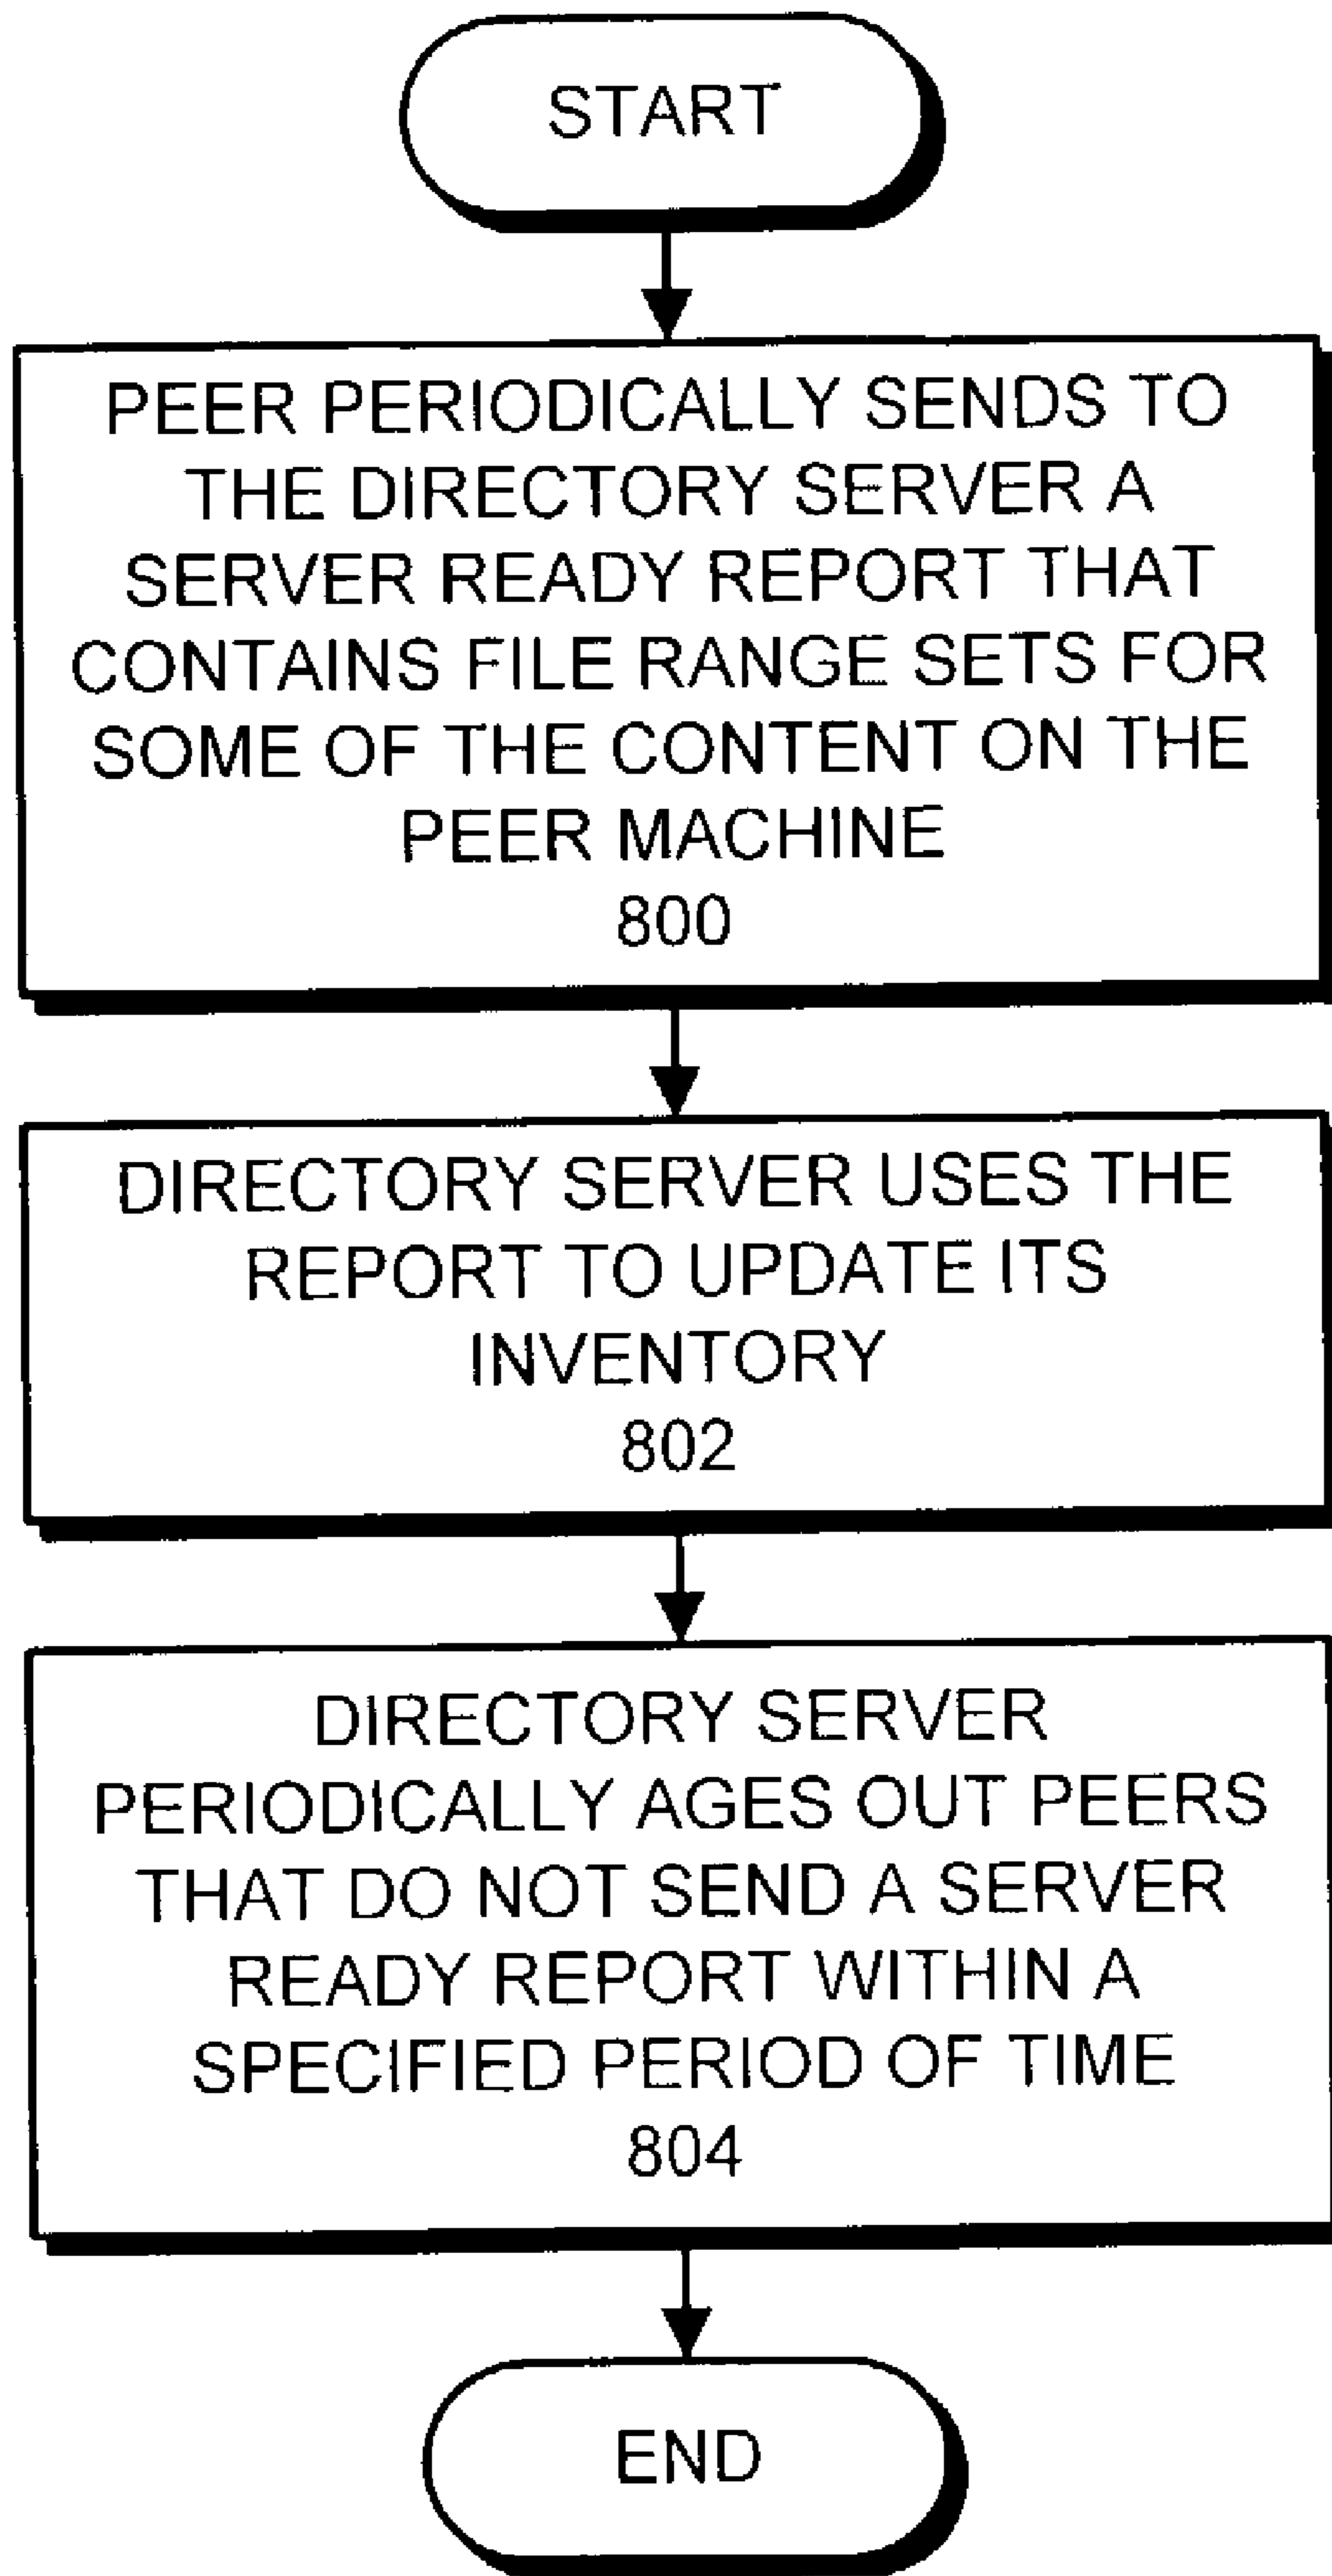 START
PEER PERIODICALLY SENDS TO
THE DIRECTORY SERVER A
SERVER READY REPORT THAT
CONTAINS FILE RANGE SETS FOR
SOME OF THE CONTENT ON THE
PEER MACHINE
800
DIRECTORY SERVER USES THE
REPORT TO UPDATE ITS
INVENTORY
802
DIRECTORY SERVER
PERIODICALLY AGES OUT PEERS
THAT DO NOT SEND A SERVER
READY REPORT WITHIN A
SPECIFIED PERIOD OF TIME
804
END